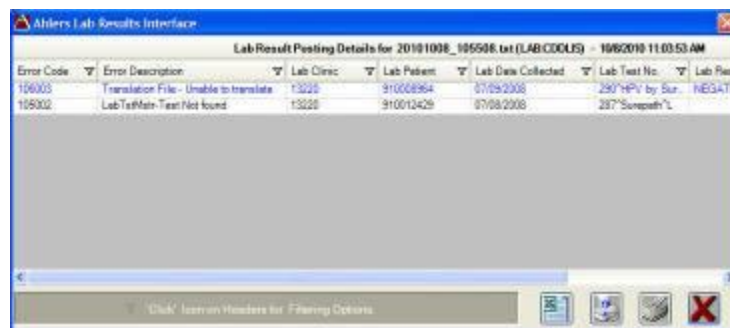 Ahlers Lab Results Interface
Lab Result Posting Details for 20101008_105508.txt (LAB:COOLIS) - 10/8/2010 11:03:53 AM
Error Code Error Description Lab Clinic Lab Patient Lab Date Collected Lab Test No. Lab Res
106003 Translation File - Unable to translate 13220 910008964 07/09/2008 290^HPV by Sur... NEGAT
105002 LabTstMstr-Test Not found 13220 910012429 07/08/2008 287^Surepath^L
'Click' Icon on Headers for Filtering Options